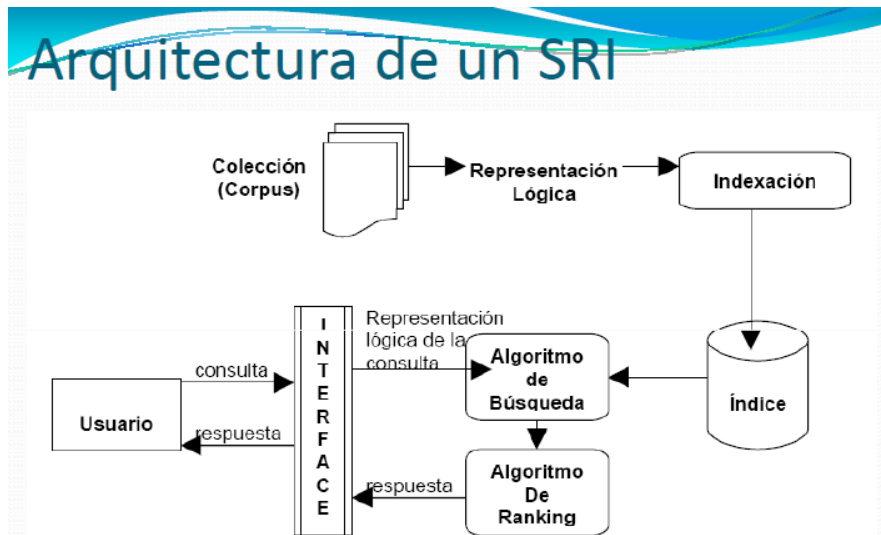 Arquitectura de un SRI
Colección
(Corpus)
Representación
Lógica
Indexación
INTERFACE
Representación
lógica de la
consulta
consulta
Algoritmo
de
Búsqueda
Índice
Usuario
respuesta
respuesta
Algoritmo
De
Ranking